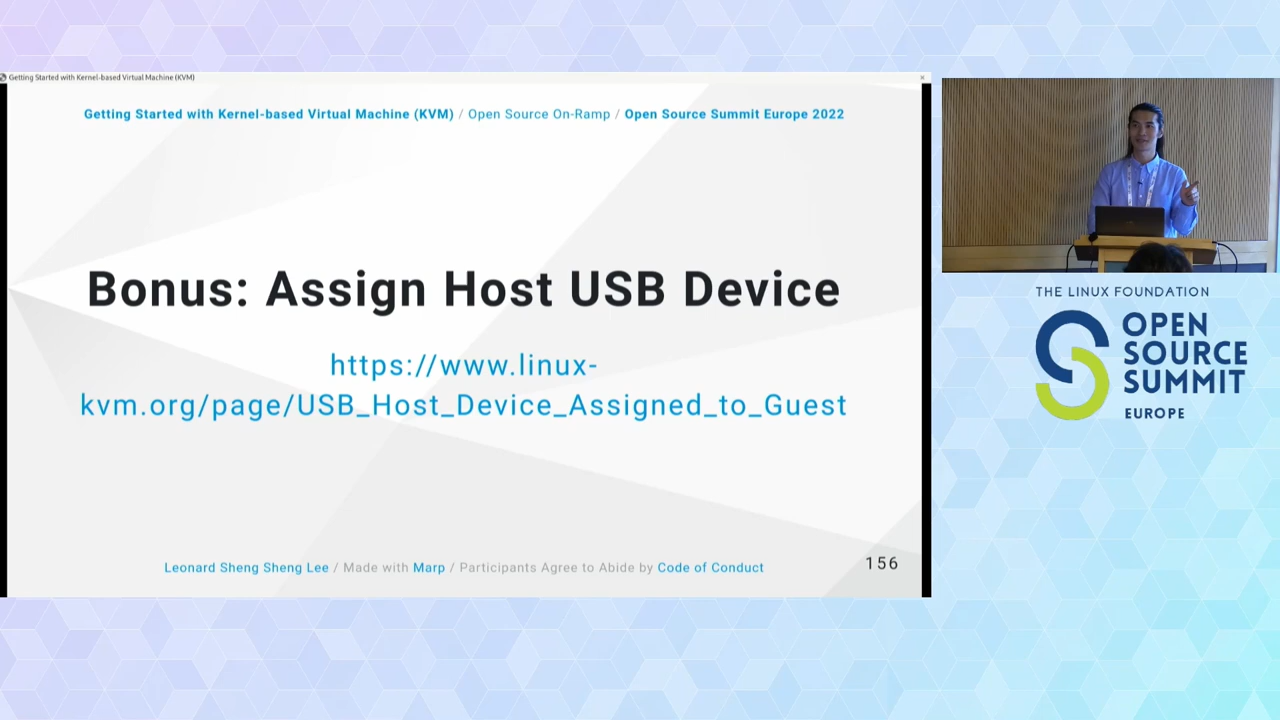 Getting Started with Kernel-based Virtual Machine (KVM)
Getting Started with Kernel-based Virtual Machine (KVM) / Open Source On-Ramp / Open Source Summit Europe 2022
Bonus: Assign Host USB Device
https://www.linux-
kvm.org/page/USB_Host_Device_Assigned_to_Guest
Leonard Sheng Sheng Lee / Made with Marp / Participants Agree to Abide by Code of Conduct
156
THE LINUX FOUNDATION
OPEN
SOURCE
SUMMIT
EUROPE